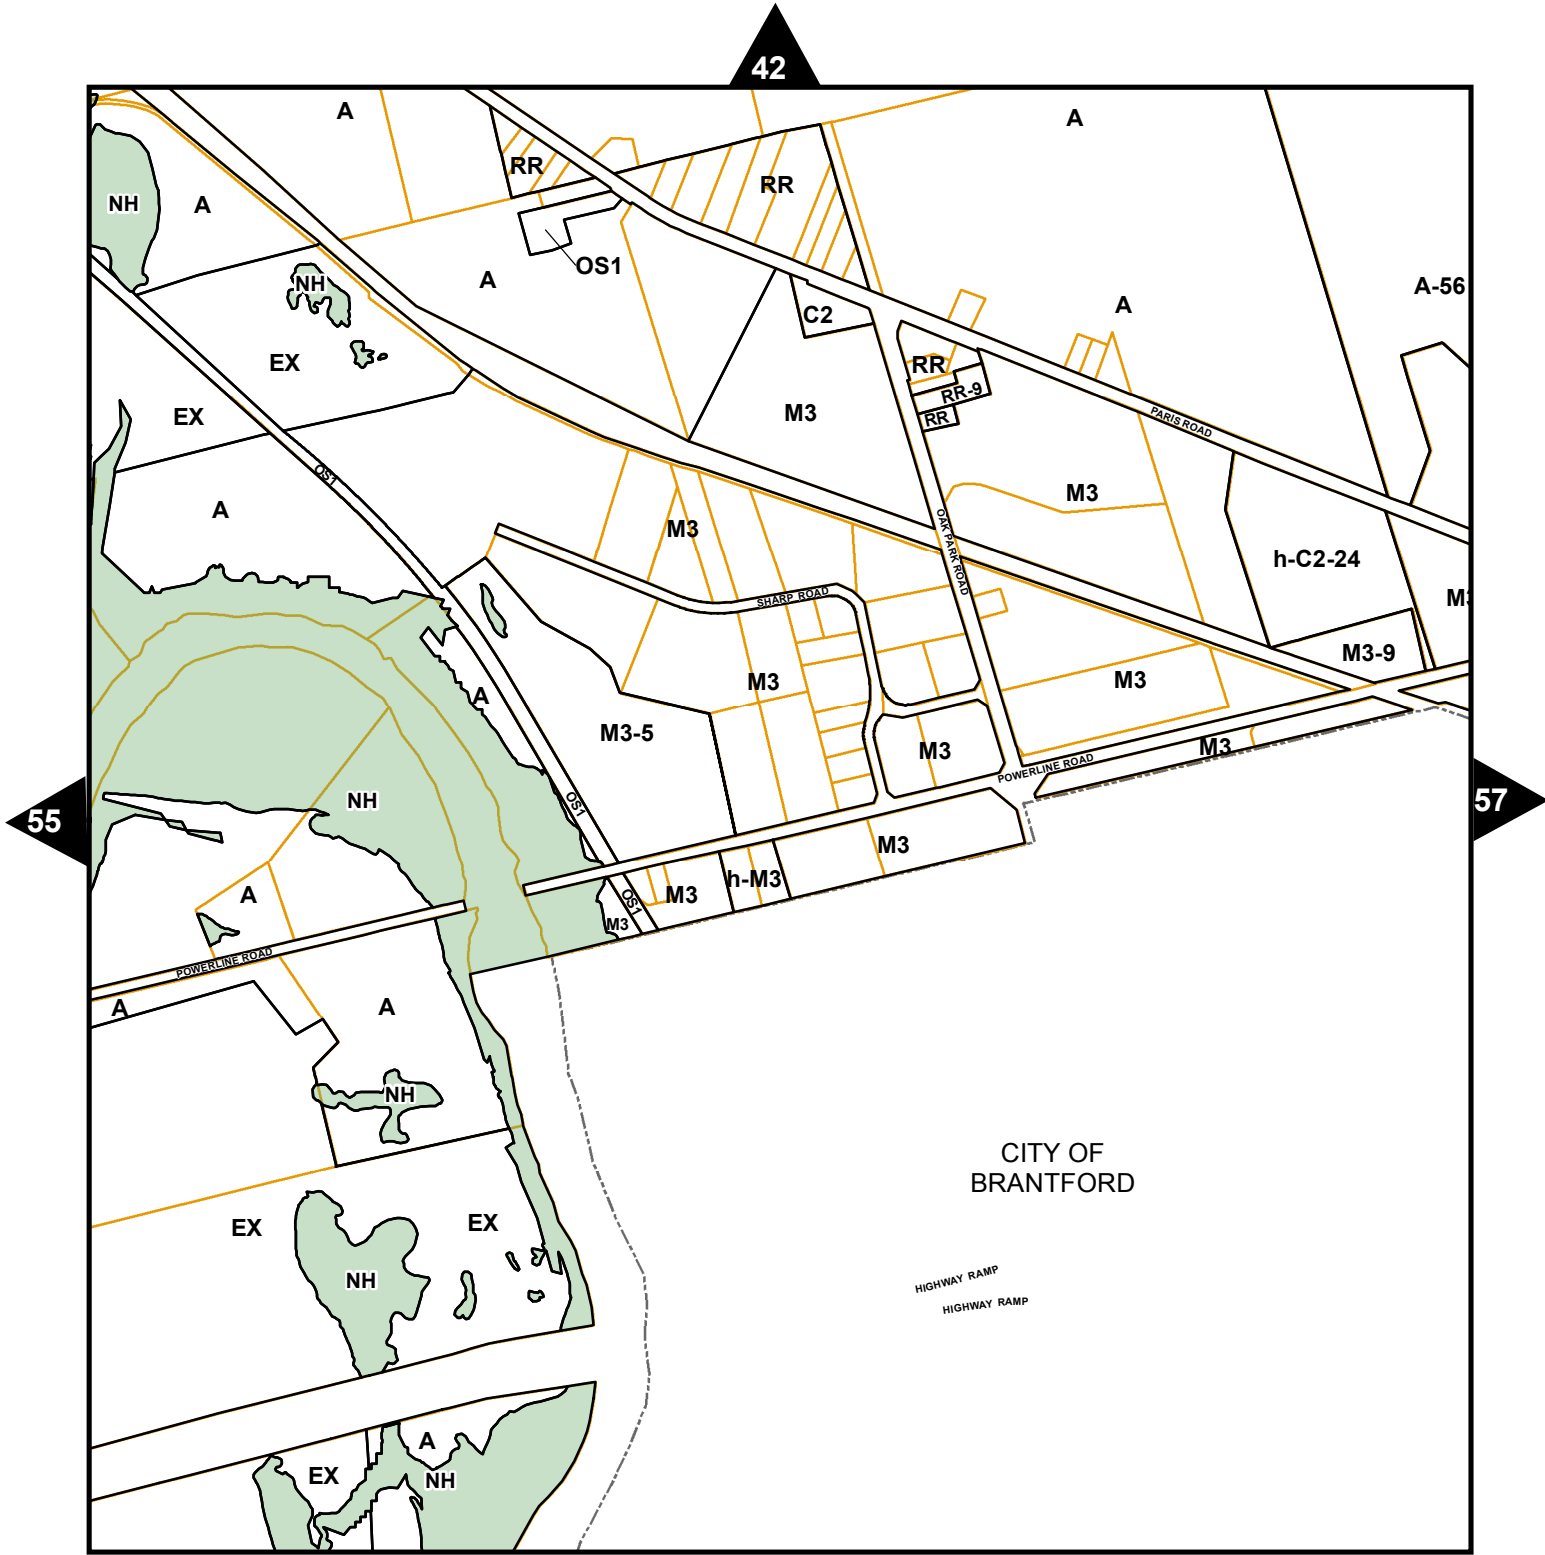 42
A
A
RR
RR
NH
A
OS1
A
NH
A-56
A
C2
EX
RR
RR-9
RR
EX
M3
PARIS ROAD
OS1
M3
A
M3
OAK PARK ROAD
h-C2-24
SHARP ROAD
M3
M3-9
M3
M3
A
M3-5
M3
M3
POWERLINE ROAD
NH
OS1
55
57
M3
h-M3
A
M3
OS1
M3
POWERLINE ROAD
A
A
NH
CITY OF
BRANTFORD
EX
EX
NH
HIGHWAY RAMP
HIGHWAY RAMP
A
EX
NH